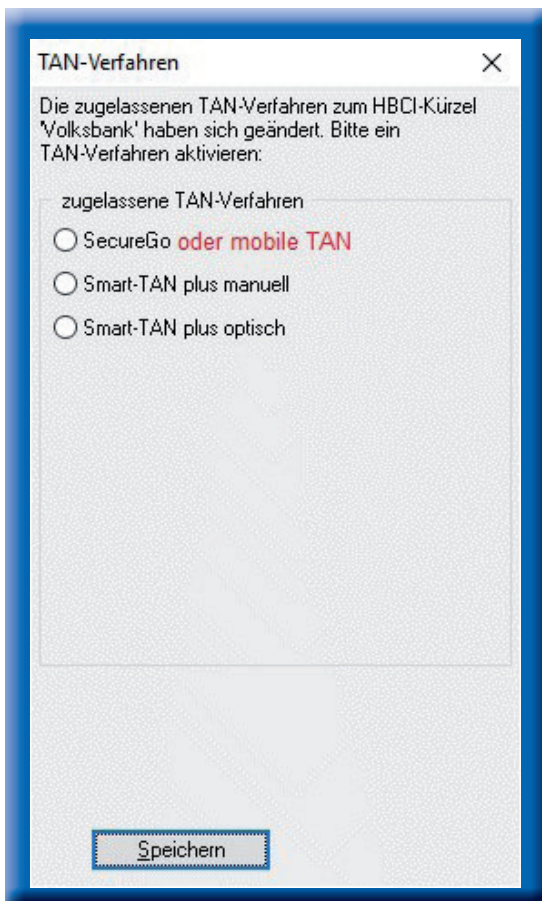 TAN-Verfahren
Die zugelassenen TAN-Verfahren zum HBCI-Kürzel
'Volksbank' haben sich geändert. Bitte ein
TAN-Verfahren aktivieren:
zugelassene TAN-Verfahren
SecureGo oder mobile TAN
Smart-TAN plus manuell
Smart-TAN plus optisch
Speichern